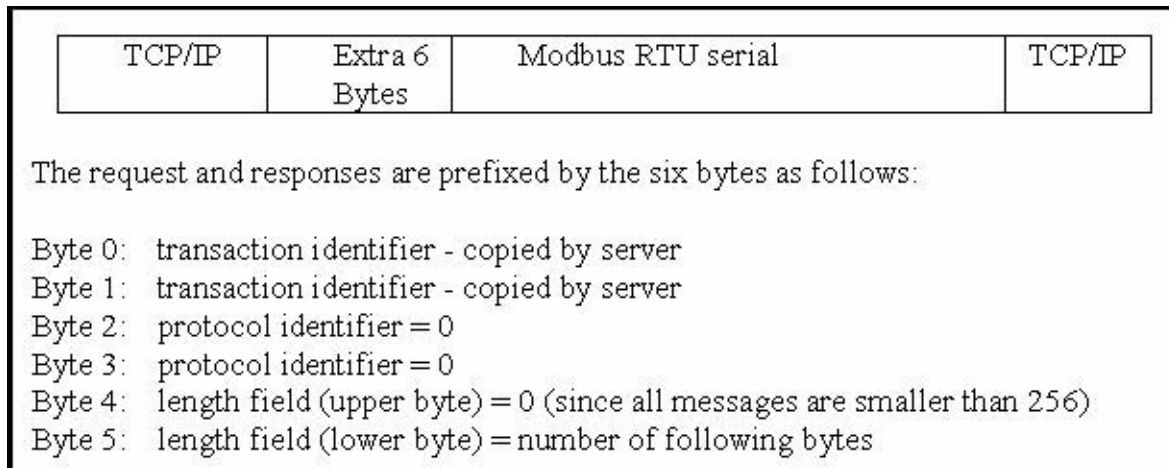 TCP/IP Extra 6 Modbus RTU serial TCP/IP
Bytes
The request and responses are prefixed by the six bytes as follows:
Byte 0: transaction identifier - copied by server
Byte 1: transaction identifier - copied by server
Byte 2: protocol identifier = 0
Byte 3: protocol identifier = 0
Byte 4: length field (upper byte) = 0 (since all messages are smaller than 256)
Byte 5: length field (lower byte) = number of following bytes